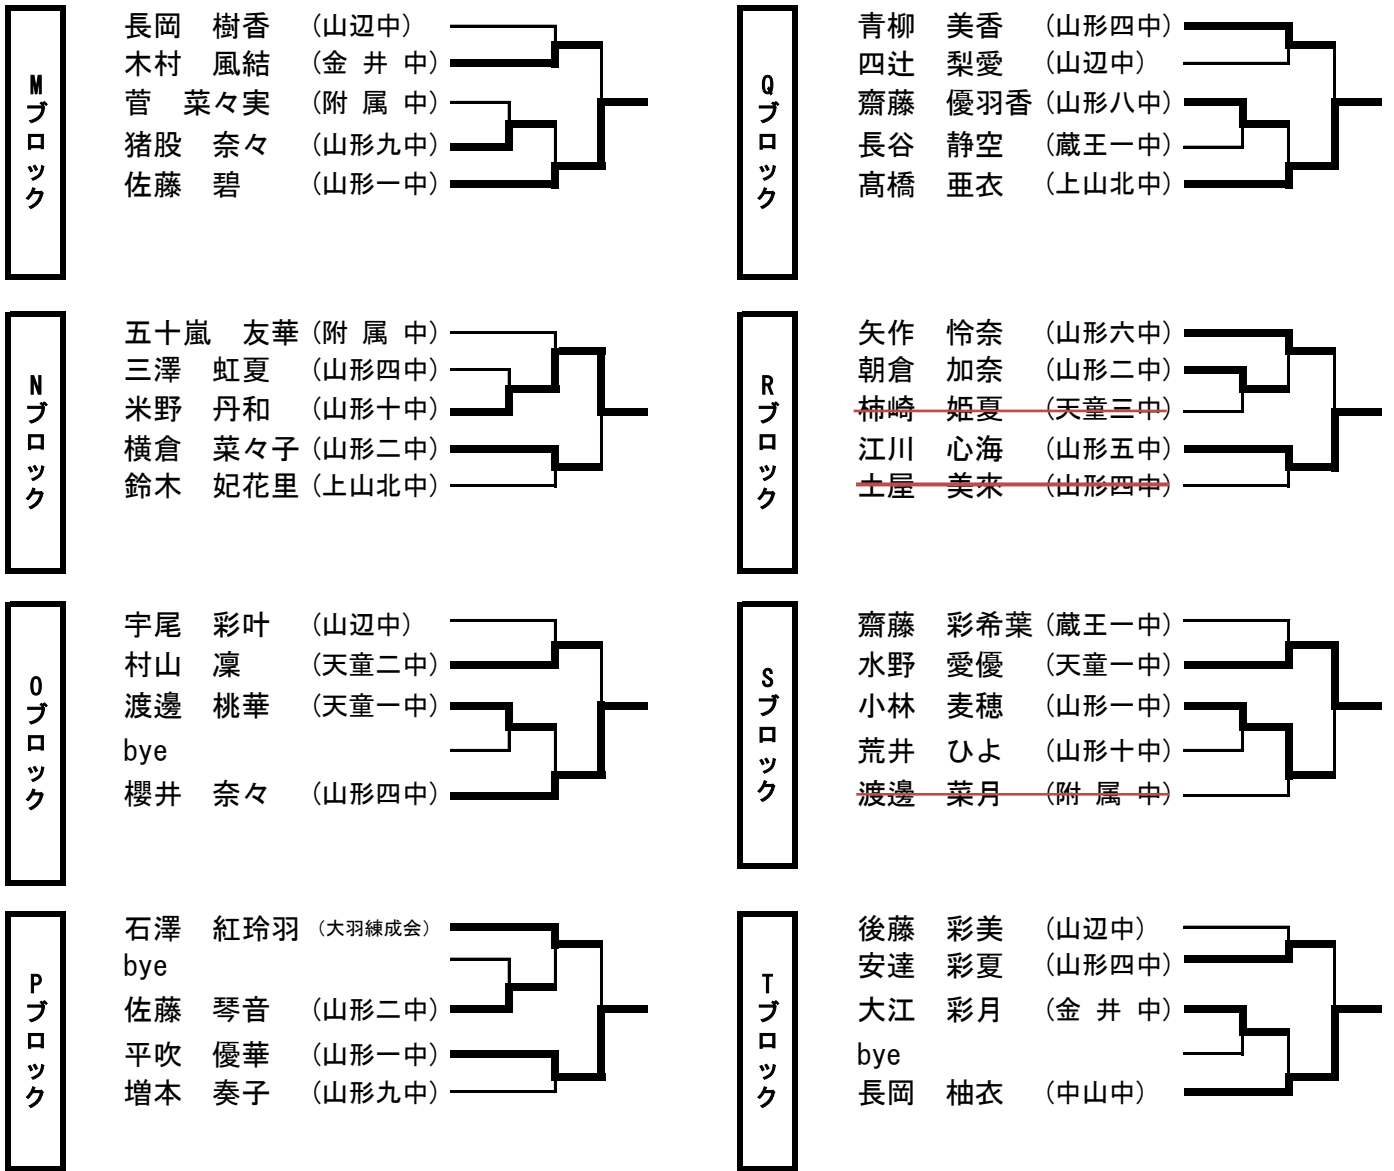 Mブロック
長岡 樹香 (山辺中)
木村 風結 (金井中)
菅 菜々実 (附属中)
猪股 奈々 (山形九中)
佐藤 碧 (山形一中)
Nブロック
五十嵐 友華 (附属中)
三澤 虹夏 (山形四中)
米野 丹和 (山形十中)
横倉 菜々子 (山形二中)
鈴木 妃花里 (上山北中)
Oブロック
宇尾 彩叶 (山辺中)
村山 凜 (天童二中)
渡邊 桃華 (天童一中)
bye
櫻井 奈々 (山形四中)
Pブロック
石澤 紅玲羽 (大羽練成会)
bye
佐藤 琴音 (山形二中)
平吹 優華 (山形一中)
増本 奏子 (山形九中)
Qブロック
青柳 美香 (山形四中)
四辻 梨愛 (山辺中)
齋藤 優羽香 (山形八中)
長谷 静空 (蔵王一中)
髙橋 亜衣 (上山北中)
Rブロック
矢作 怜奈 (山形六中)
朝倉 加奈 (山形二中)
柿崎 姫夏 (天童三中)
江川 心海 (山形五中)
土屋 美來 (山形四中)
Sブロック
齋藤 彩希葉 (蔵王一中)
水野 愛優 (天童一中)
小林 麦穂 (山形一中)
荒井 ひよ (山形十中)
渡邊 菜月 (附属中)
Tブロック
後藤 彩美 (山辺中)
安達 彩夏 (山形四中)
大江 彩月 (金井中)
bye
長岡 柚衣 (中山中)